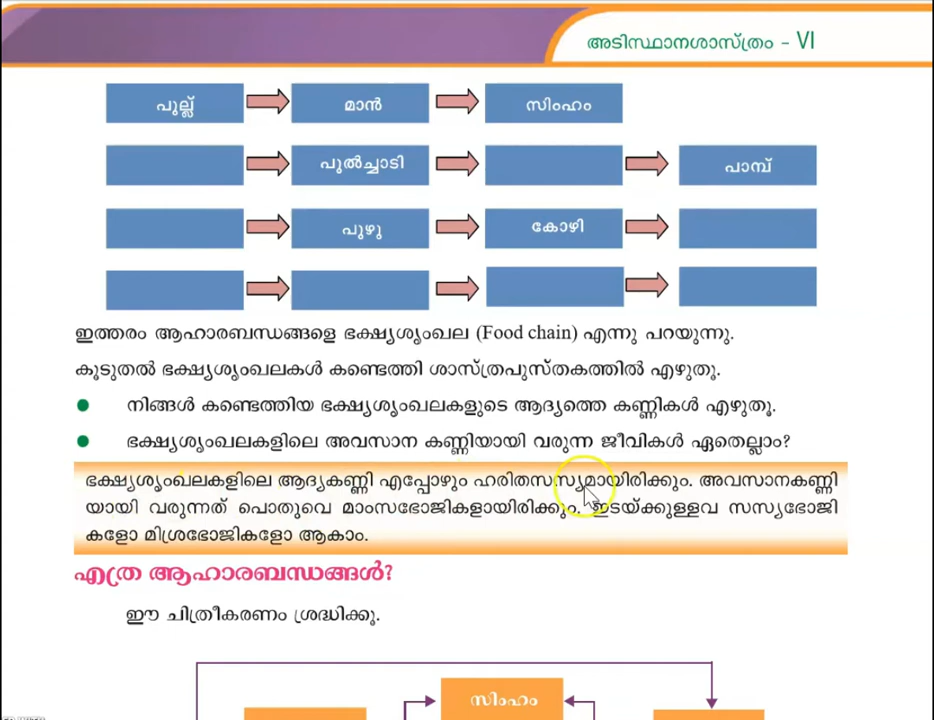 അടിസ്ഥാനശാസ്ത്രം - VI
പുല്ല് മാൻ സിംഹം
പുൽച്ചാടി പാമ്പ്
പുഴു കോഴി
ഇത്തരം ആഹാരബന്ധങ്ങളെ ഭക്ഷ്യശൃംഖല (Food chain) എന്നു പറയുന്നു.
കൂടുതൽ ഭക്ഷ്യശൃംഖലകൾ കണ്ടെത്തി ശാസ്ത്രപുസ്തകത്തിൽ എഴുതൂ.
● നിങ്ങൾ കണ്ടെത്തിയ ഭക്ഷ്യശൃംഖലകളുടെ ആദ്യത്തെ കണ്ണികൾ എഴുതൂ.
● ഭക്ഷ്യശൃംഖലകളിലെ അവസാന കണ്ണിയായി വരുന്ന ജീവികൾ ഏതെല്ലാം?
ഭക്ഷ്യശൃംഖലകളിലെ ആദ്യകണ്ണി എപ്പോഴും ഹരിതസസ്യമായിരിക്കും. അവസാനകണ്ണി
യായി വരുന്നത് പൊതുവെ മാംസഭോജികളായിരിക്കും. ഇടയ്ക്കുള്ളവ സസ്യഭോജി
കളോ മിശ്രഭോജികളോ ആകാം.
എത്ര ആഹാരബന്ധങ്ങൾ?
ഈ ചിത്രീകരണം ശ്രദ്ധിക്കൂ.
സിംഹം